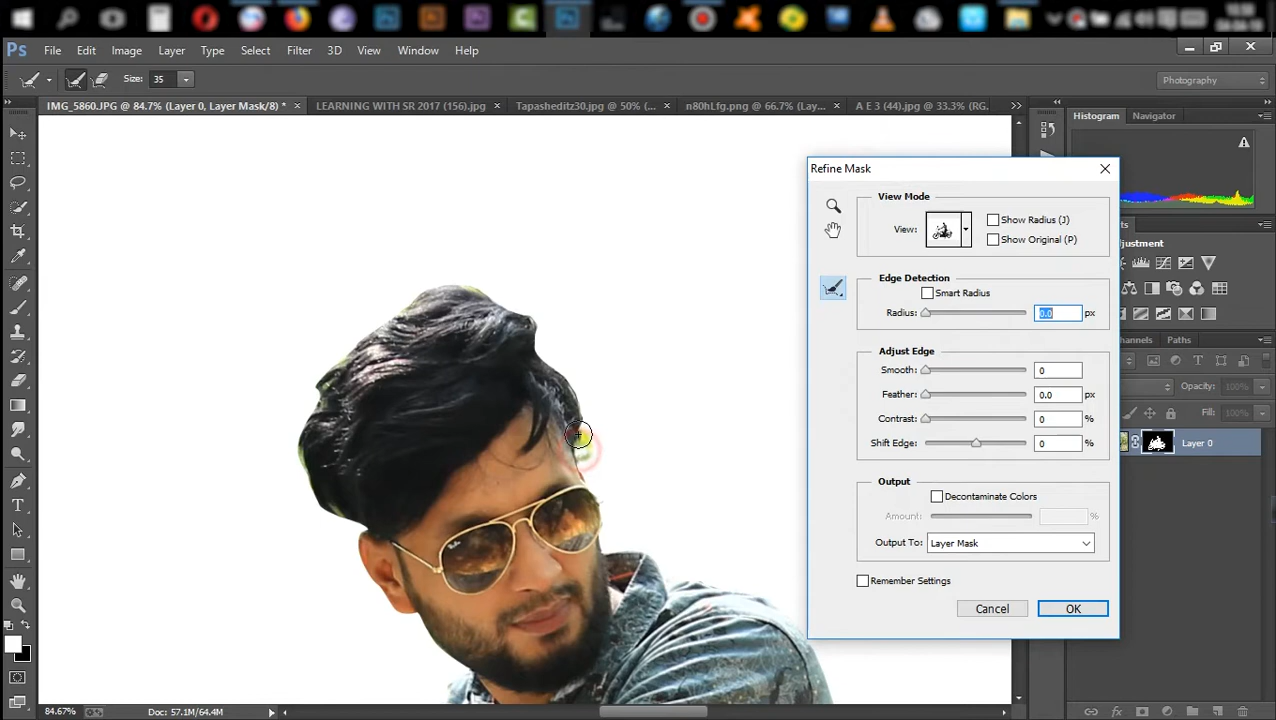 Ps File Edit Image Layer Type Select Filter 3D View Window Help
Size: 35 Photography
IMG_5860.JPG @ 84.7% (Layer 0, Layer Mask/8) * × LEARNING WITH SR 2017 (156).jpg × Tapasheditz30.jpg @ 50% (... × n80hLfg.png @ 66.7% (Lay... × A E 3 (44).jpg @ 33.3% (RG...
Histogram Navigator
Refine Mask
View Mode
View: Show Radius (J)
Show Original (P)
Edge Detection
Smart Radius
Radius: 0.0 px
Adjust Edge
Smooth: 0
Feather: 0.0 px
Contrast: 0 %
Shift Edge: 0 %
Output
Decontaminate Colors
Amount: %
Output To: Layer Mask
Remember Settings
Cancel OK
Paths
Opacity: 100%
Fill: 100%
Layer 0
84.67% Doc: 57.1M/64.4M